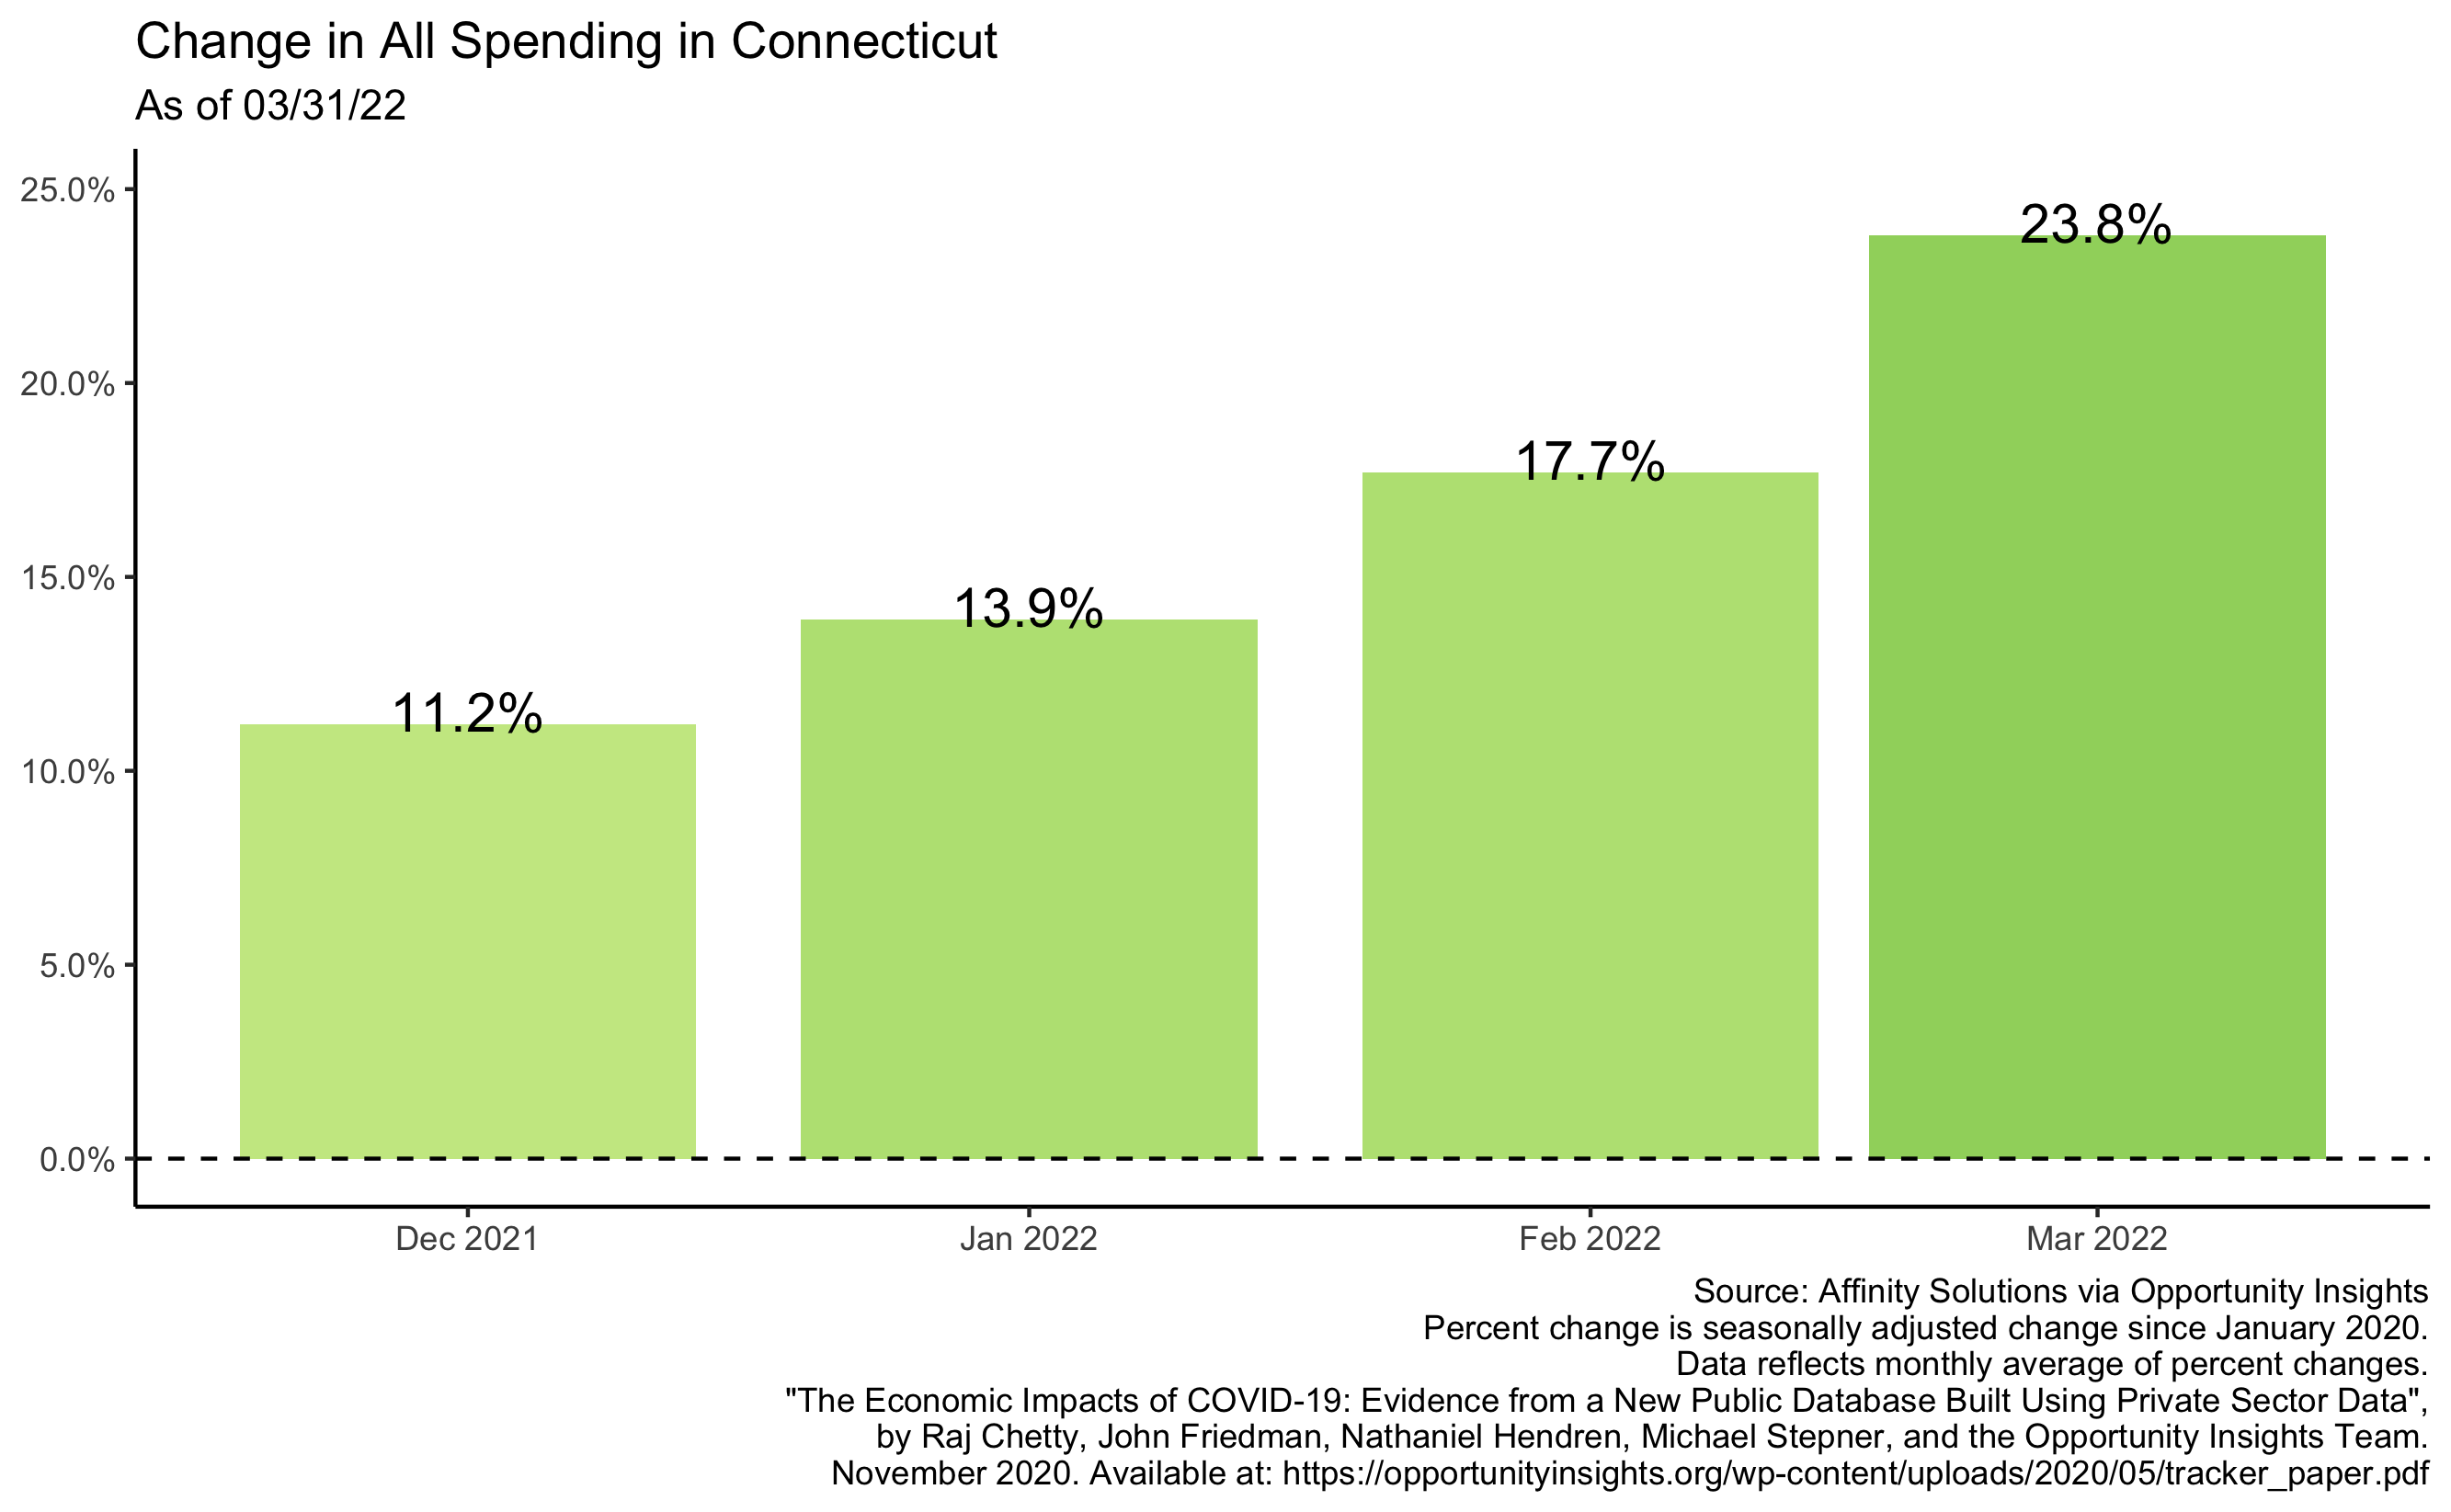 Change in All Spending in Connecticut
As of 03/31/22
25.0%
20.0%
15.0%
10.0%
5.0%
0.0%
11.2%
13.9%
17.7%
23.8%
Dec 2021
Jan 2022
Feb 2022
Mar 2022
Source: Affinity Solutions via Opportunity Insights
Percent change is seasonally adjusted change since January 2020.
Data reflects monthly average of percent changes.
"The Economic Impacts of COVID-19: Evidence from a New Public Database Built Using Private Sector Data",
by Raj Chetty, John Friedman, Nathaniel Hendren, Michael Stepner, and the Opportunity Insights Team.
November 2020. Available at: https://opportunityinsights.org/wp-content/uploads/2020/05/tracker_paper.pdf